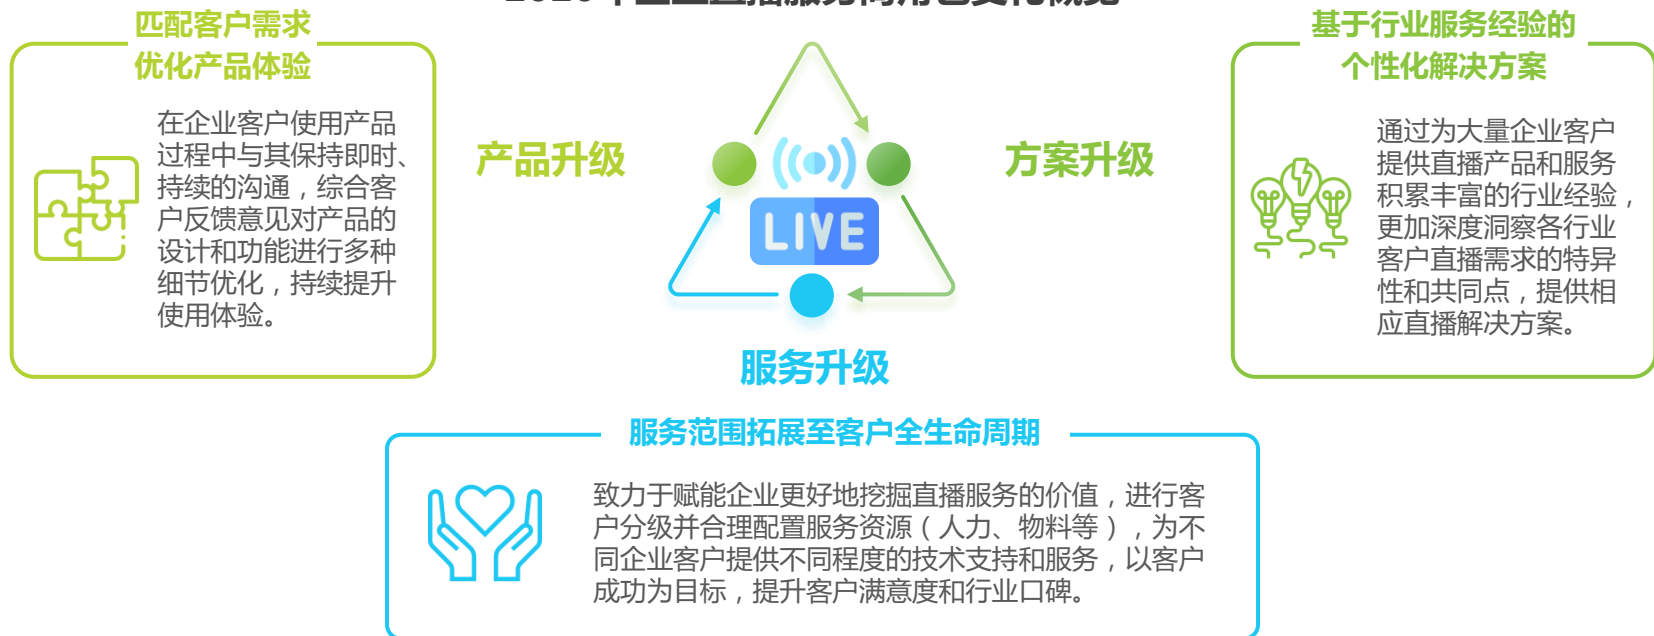 匹配客户需求
优化产品体验
在企业客户使用产品
过程中与其保持即时、
持续的沟通，综合客
户反馈意见对产品的
设计和功能进行多种
细节优化，持续提升
使用体验。
产品升级
LIVE
方案升级
基于行业服务经验的
个性化解决方案
通过为大量企业客户
提供直播产品和服务
积累丰富的行业经验，
更加深度洞察各行业
客户直播需求的特异
性和共同点，提供相
应直播解决方案。
服务升级
服务范围拓展至客户全生命周期
致力于赋能企业更好地挖掘直播服务的价值，进行客
户分级并合理配置服务资源（人力、物料等），为不
同企业客户提供不同程度的技术支持和服务，以客户
成功为目标，提升客户满意度和行业口碑。